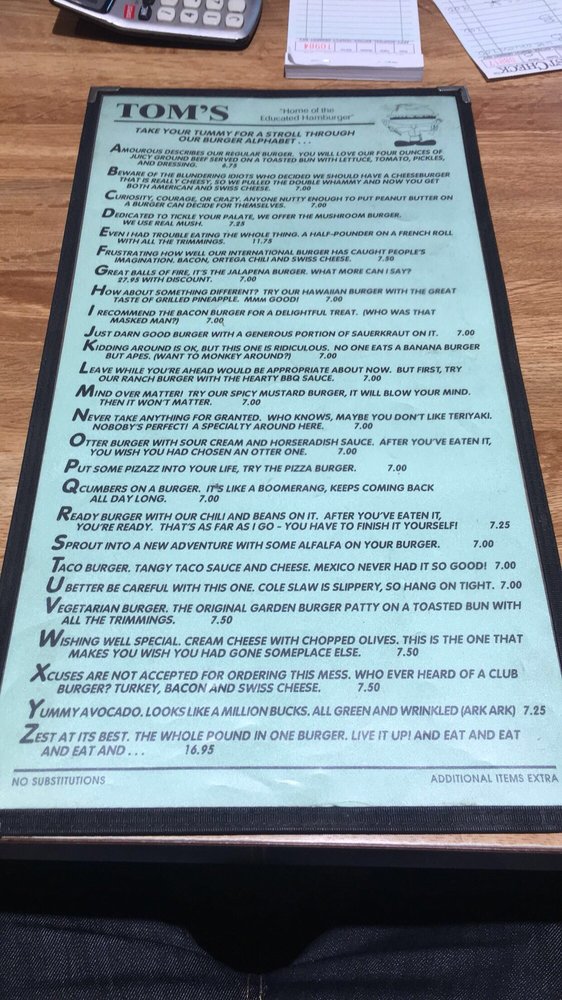 TOM'S
"Home of the
Educated Hamburger"
TAKE YOUR TUMMY FOR A STROLL THROUGH
OUR BURGER ALPHABET . . .
AMOUROUS DESCRIBES OUR REGULAR BURGER. YOU WILL LOVE OUR FOUR OUNCES OF
JUICY GROUND BEEF SERVED ON A TOASTED BUN WITH LETTUCE, TOMATO, PICKLES,
AND DRESSING. 6.75
BEWARE OF THE BLUNDERING IDIOTS WHO DECIDED WE SHOULD HAVE A CHEESEBURGER
THAT IS REALLY CHEESY, SO WE PULLED THE DOUBLE WHAMMY AND NOW YOU GET
BOTH AMERICAN AND SWISS CHEESE. 7.00
CURIOSITY, COURAGE, OR CRAZY. ANYONE NUTTY ENOUGH TO PUT PEANUT BUTTER ON
A BURGER CAN DECIDE FOR THEMSELVES. 7.00
DEDICATED TO TICKLE YOUR PALATE, WE OFFER THE MUSHROOM BURGER.
WE USE REAL MUSH. 7.25
EVEN I HAD TROUBLE EATING THE WHOLE THING. A HALF-POUNDER ON A FRENCH ROLL
WITH ALL THE TRIMMINGS. 11.75
FRUSTRATING HOW WELL OUR INTERNATIONAL BURGER HAS CAUGHT PEOPLE'S
IMAGINATION. BACON, ORTEGA CHILI AND SWISS CHEESE. 7.50
GREAT BALLS OF FIRE, IT'S THE JALAPENA BURGER. WHAT MORE CAN I SAY?
27.95 WITH DISCOUNT. 7.00
HOW ABOUT SOMETHING DIFFERENT? TRY OUR HAWAIIAN BURGER WITH THE GREAT
TASTE OF GRILLED PINEAPPLE. MMM GOOD! 7.00
I RECOMMEND THE BACON BURGER FOR A DELIGHTFUL TREAT. (WHO WAS THAT
MASKED MAN?) 7.00
JUST DARN GOOD BURGER WITH A GENEROUS PORTION OF SAUERKRAUT ON IT. 7.00
KIDDING AROUND IS OK, BUT THIS ONE IS RIDICULOUS. NO ONE EATS A BANANA BURGER
BUT APES. (WANT TO MONKEY AROUND?) 7.00
LEAVE WHILE YOU'RE AHEAD WOULD BE APPROPRIATE ABOUT NOW. BUT FIRST, TRY
OUR RANCH BURGER WITH THE HEARTY BBQ SAUCE. 7.00
MIND OVER MATTER! TRY OUR SPICY MUSTARD BURGER, IT WILL BLOW YOUR MIND.
THEN IT WON'T MATTER. 7.00
NEVER TAKE ANYTHING FOR GRANTED. WHO KNOWS, MAYBE YOU DON'T LIKE TERIYAKI.
NOBOBY'S PERFECT! A SPECIALTY AROUND HERE. 7.00
OTTER BURGER WITH SOUR CREAM AND HORSERADISH SAUCE. AFTER YOU'VE EATEN IT,
YOU WISH YOU HAD CHOSEN AN OTTER ONE. 7.00
PUT SOME PIZAZZ INTO YOUR LIFE, TRY THE PIZZA BURGER. 7.00
QCUMBERS ON A BURGER. IT'S LIKE A BOOMERANG, KEEPS COMING BACK
ALL DAY LONG. 7.00
READY BURGER WITH OUR CHILI AND BEANS ON IT. AFTER YOU'VE EATEN IT,
YOU'RE READY. THAT'S AS FAR AS I GO – YOU HAVE TO FINISH IT YOURSELF! 7.25
SPROUT INTO A NEW ADVENTURE WITH SOME ALFALFA ON YOUR BURGER. 7.00
TACO BURGER. TANGY TACO SAUCE AND CHEESE. MEXICO NEVER HAD IT SO GOOD! 7.00
U BETTER BE CAREFUL WITH THIS ONE. COLE SLAW IS SLIPPERY, SO HANG ON TIGHT. 7.00
VEGETARIAN BURGER. THE ORIGINAL GARDEN BURGER PATTY ON A TOASTED BUN WITH
ALL THE TRIMMINGS. 7.50
WISHING WELL SPECIAL. CREAM CHEESE WITH CHOPPED OLIVES. THIS IS THE ONE THAT
MAKES YOU WISH YOU HAD GONE SOMEPLACE ELSE. 7.50
XCUSES ARE NOT ACCEPTED FOR ORDERING THIS MESS. WHO EVER HEARD OF A CLUB
BURGER? TURKEY, BACON AND SWISS CHEESE. 7.50
YUMMY AVOCADO. LOOKS LIKE A MILLION BUCKS. ALL GREEN AND WRINKLED (ARK ARK) 7.25
ZEST AT ITS BEST. THE WHOLE POUND IN ONE BURGER. LIVE IT UP! AND EAT AND EAT
AND EAT AND . . . 16.95
NO SUBSTITUTIONS
ADDITIONAL ITEMS EXTRA